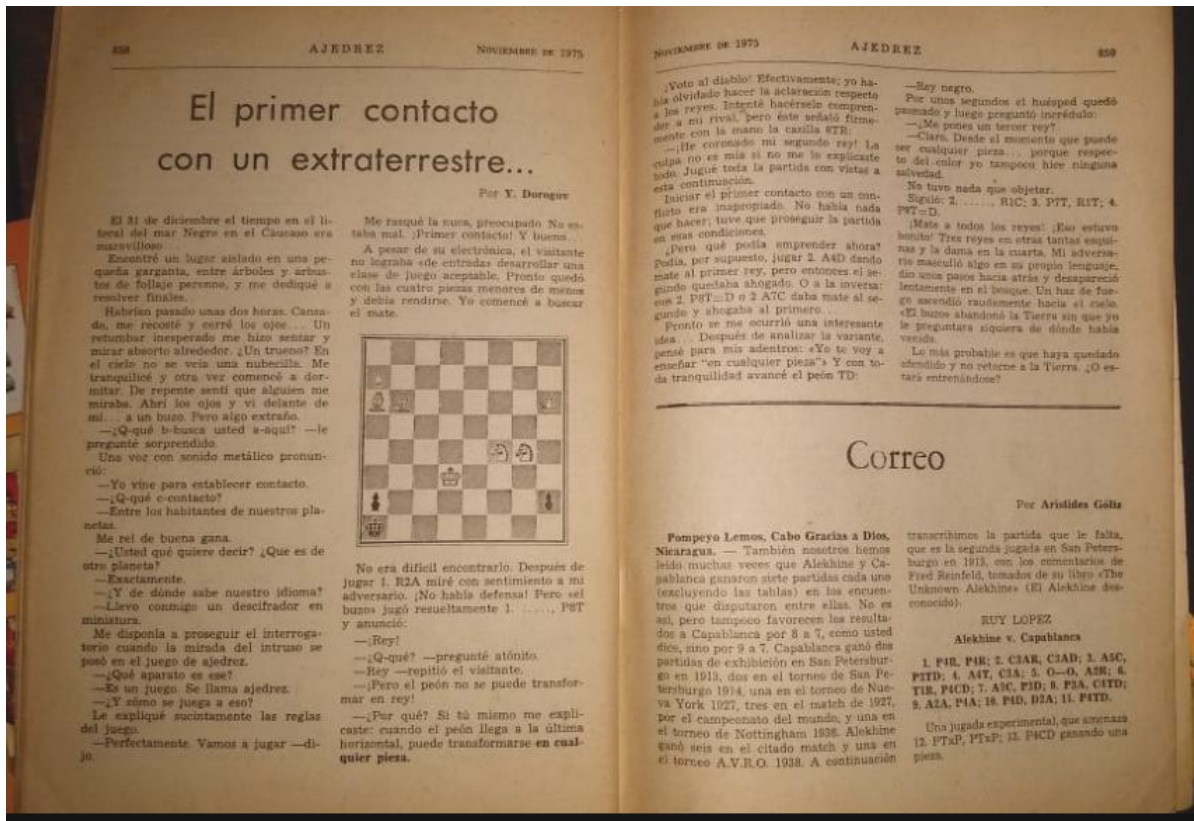 858 AJEDREZ NOVIEMBRE DE 1975
El primer contacto
con un extraterrestre...
Por Y. Dorogov
El 31 de diciembre el tiempo en el li-
toral del mar Negro en el Cáucaso era
maravilloso...
Encontré un lugar aislado en una pe-
queña garganta, entre árboles y arbus-
tos de follaje perenne, y me dediqué a
resolver finales.
Habrían pasado unas dos horas. Cansa-
do, me recosté y cerré los ojos... Un
retumbar inesperado me hizo sentar y
mirar absorto alrededor. ¿Un trueno? En
el cielo no se veía una nubecilla. Me
tranquilicé y otra vez comencé a dor-
mitar. De repente sentí que alguien me
miraba. Abrí los ojos y vi delante de
mí... a un buzo. Pero algo extraño.
—¿Q-qué b-busca usted a-aquí? —le
pregunté sorprendido.
Una voz con sonido metálico pronun-
ció:
—Yo vine para establecer contacto.
—¿Q-qué c-contacto?
—Entre los habitantes de nuestros pla-
netas.
Me reí de buena gana.
—¿Usted qué quiere decir? ¿Que es de
otro planeta?
—Exactamente.
—¿Y de dónde sabe nuestro idioma?
—Llevo conmigo un descifrador en
miniatura.
Me disponía a proseguir el interroga-
torio cuando la mirada del intruso se
posó en el juego de ajedrez.
—¿Qué aparato es ese?
—Es un juego. Se llama ajedrez.
—¿Y cómo se juega a eso?
Le expliqué sucintamente las reglas
del juego.
—Perfectamente. Vamos a jugar —di-
jo.
Me rasqué la nuca, preocupado. No es-
taba mal. ¡Primer contacto! Y bueno...
A pesar de su electrónica, el visitante
no lograba «de entrada» desarrollar una
clase de juego aceptable. Pronto quedó
con las cuatro piezas menores de menos
y debía rendirse. Yo comencé a buscar
el mate.
No era difícil encontrarlo. Después de
jugar 1. R2A miré con sentimiento a mi
adversario. ¡No había defensa! Pero «el
buzo» jugó resueltamente 1. ......, P8T
y anunció:
—¡Rey!
—¿Q-qué? —pregunté atónito.
—Rey —repitió el visitante.
—¡Pero el peón no se puede transfor-
mar en rey!
—¿Por qué? Si tú mismo me expli-
caste: cuando el peón llega a la última
horizontal, puede transformarse en cual-
quier pieza.
NOVIEMBRE DE 1975 AJEDREZ 859
¡Voto al diablo! Efectivamente; yo ha-
bía olvidado hacer la aclaración respecto
a los reyes. Intenté hacérselo compren-
der a mi rival, pero éste señaló firme-
mente con la mano la casilla 8TR:
—¡He coronado mi segundo rey! La
culpa no es mía si no me lo explicaste
todo. Jugué toda la partida con vistas a
esta continuación.
Iniciar el primer contacto con un con-
flicto era inapropiado. No había nada
que hacer; tuve que proseguir la partida
en esas condiciones.
¿Pero qué podía emprender ahora?
Podía, por supuesto, jugar 2. A4D dando
mate al primer rey, pero entonces el se-
gundo quedaba ahogado. O a la inversa:
con 2. P8T=D o 2 A7C daba mate al se-
gundo y ahogaba al primero...
Pronto se me ocurrió una interesante
idea... Después de analizar la variante,
pensé para mis adentros: «Yo te voy a
enseñar "en cualquier pieza"» Y con to-
da tranquilidad avancé el peón TD:
—Rey negro.
Por unos segundos el huésped quedó
pasmado y luego preguntó incrédulo:
—¿Me pones un tercer rey?
—Claro. Desde el momento que puede
ser cualquier pieza... porque respec-
to del color yo tampoco hice ninguna
salvedad.
No tuvo nada que objetar.
Siguió: 2. ......, R1C; 3. P7T, R1T; 4.
P8T=D.
¡Mate a todos los reyes! ¡Eso estuvo
bonito! Tres reyes en otras tantas esqui-
nas y la dama en la cuarta. Mi adversa-
rio masculló algo en su propio lenguaje,
dio unos pasos hacia atrás y desapareció
lentamente en el bosque. Un haz de fue-
go ascendió raudamente hacia el cielo.
«El buzo» abandonó la Tierra sin que yo
le preguntara siquiera de dónde había
venido.
Lo más probable es que haya quedado
ofendido y no retorne a la Tierra. ¿O es-
tará entrenándose?
Correo
Por Arístides Góliz
Pompeyo Lemos, Cabo Gracias a Dios,
Nicaragua. — También nosotros hemos
leído muchas veces que Alekhine y Ca-
pablanca ganaron siete partidas cada uno
(excluyendo las tablas) en los encuen-
tros que disputaron entre ellas. No es
así, pero tampoco favorecen los resulta-
dos a Capablanca por 8 a 7, como usted
dice, sino por 9 a 7. Capablanca ganó dos
partidas de exhibición en San Petersbur-
go en 1913, dos en el torneo de San Pe-
tersburgo 1914, una en el torneo de Nue-
va York 1927, tres en el match de 1927,
por el campeonato del mundo, y una en
el torneo de Nottingham 1936. Alekhine
ganó seis en el citado match y una en
el torneo A.V.R.O. 1938. A continuación
transcribimos la partida que le falta,
que es la segunda jugada en San Peters-
burgo en 1913, con los comentarios de
Fred Reinfeld, tomados de su libro «The
Unknown Alekhine» (El Alekhine des-
conocido).
RUY LOPEZ
Alekhine v. Capablanca
1. P4R, P4R; 2. C3AR, C3AD; 3. A5C,
P3TD; 4. A4T, C3A; 5. O—O, A2R; 6.
T1R, P4CD; 7. A3C, P3D; 8. P3A, C4TD;
9. A2A, P4A; 10. P4D, D2A; 11. P4TD.
Una jugada experimental, que amenaza
12. PTxP, PTxP; 13. P4CD ganando una
pieza.